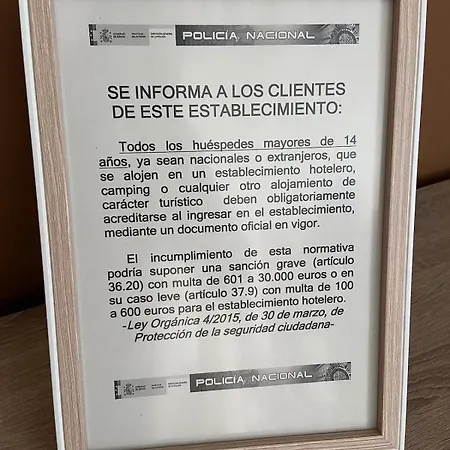 POLICÍA NACIONAL
SE INFORMA A LOS CLIENTES
DE ESTE ESTABLECIMIENTO:
Todos los huéspedes mayores de 14
años, ya sean nacionales o extranjeros, que
se alojen en un establecimiento hotelero,
camping o cualquier otro alojamiento de
carácter turístico deben obligatoriamente
acreditarse al ingresar en el establecimiento,
mediante un documento oficial en vigor.
El incumplimiento de esta normativa
podría suponer una sanción grave (artículo
36.20) con multa de 601 a 30.000 euros o en
su caso leve (artículo 37.9) con multa de 100
a 600 euros para el establecimiento hotelero.
-Ley Orgánica 4/2015, de 30 de marzo, de
Protección de la seguridad ciudadana-
POLICÍA NACIONAL